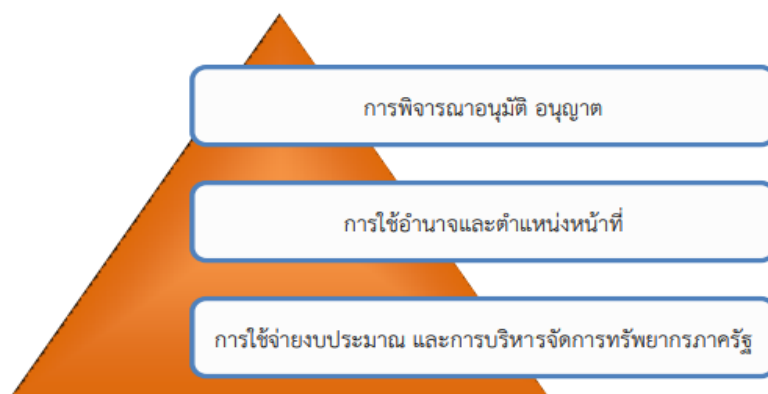 การพิจารณาอนุมัติ อนุญาต
การใช้อำนาจและตำแหน่งหน้าที่
การใช้จ่ายงบประมาณ และการบริหารจัดการทรัพยากรภาครัฐ